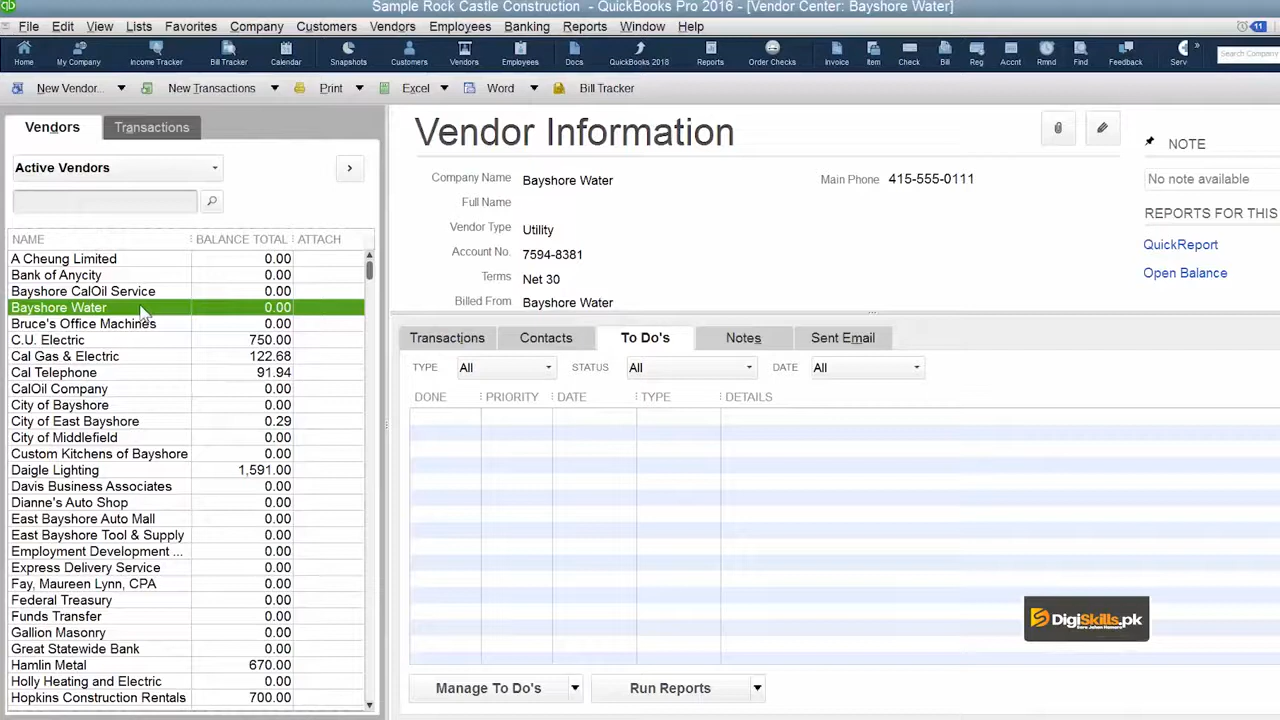 Sample Rock Castle Construction - QuickBooks Pro 2016 - [Vendor Center: Bayshore Water]
File Edit View Lists Favorites Company Customers Vendors Employees Banking Reports Window Help 11
Home My Company Income Tracker Bill Tracker Calendar Snapshots Customers Vendors Employees Docs QuickBooks 2018 Reports Order Checks Invoice Item Check Bill Reg Accnt Rmnd Find Feedback Serv Search Company
New Vendor... New Transactions Print Excel Word Bill Tracker
Vendors Transactions
Active Vendors
NAME BALANCE TOTAL ATTACH
A Cheung Limited 0.00
Bank of Anycity 0.00
Bayshore CalOil Service 0.00
Bayshore Water 0.00
Bruce's Office Machines 0.00
C.U. Electric 750.00
Cal Gas & Electric 122.68
Cal Telephone 91.94
CalOil Company 0.00
City of Bayshore 0.00
City of East Bayshore 0.29
City of Middlefield 0.00
Custom Kitchens of Bayshore 0.00
Daigle Lighting 1,591.00
Davis Business Associates 0.00
Dianne's Auto Shop 0.00
East Bayshore Auto Mall 0.00
East Bayshore Tool & Supply 0.00
Employment Development ... 0.00
Express Delivery Service 0.00
Fay, Maureen Lynn, CPA 0.00
Federal Treasury 0.00
Funds Transfer 0.00
Gallion Masonry 0.00
Great Statewide Bank 0.00
Hamlin Metal 670.00
Holly Heating and Electric 0.00
Hopkins Construction Rentals 700.00
Vendor Information
Company Name Bayshore Water
Main Phone 415-555-0111
Full Name
Vendor Type Utility
Account No. 7594-8381
Terms Net 30
Billed From Bayshore Water
NOTE
No note available
REPORTS FOR THIS
QuickReport
Open Balance
Transactions Contacts To Do's Notes Sent Email
TYPE All STATUS All DATE All
DONE PRIORITY DATE TYPE DETAILS
DigiSkills.pk
Manage To Do's Run Reports